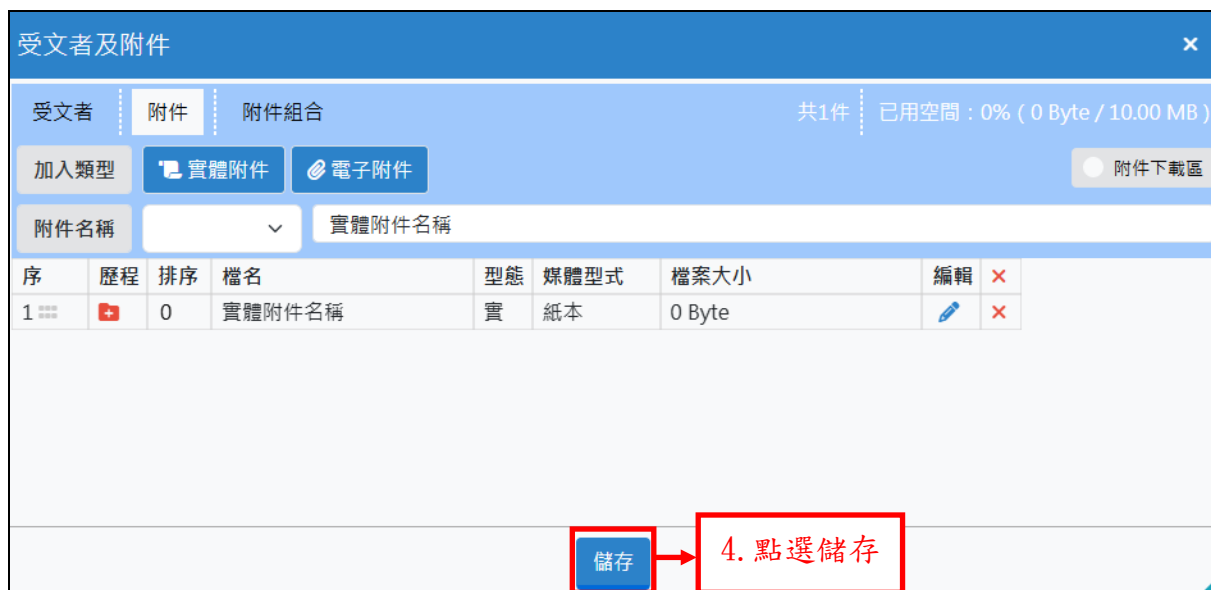 受文者及附件 ×
受文者 附件 附件組合 共1件 已用空間：0% ( 0 Byte / 10.00 MB )
加入類型 實體附件 電子附件 附件下載區
附件名稱 實體附件名稱
序 歷程 排序 檔名 型態 媒體型式 檔案大小 編輯 ×
1 0 實體附件名稱 實 紙本 0 Byte ×
儲存 4.點選儲存